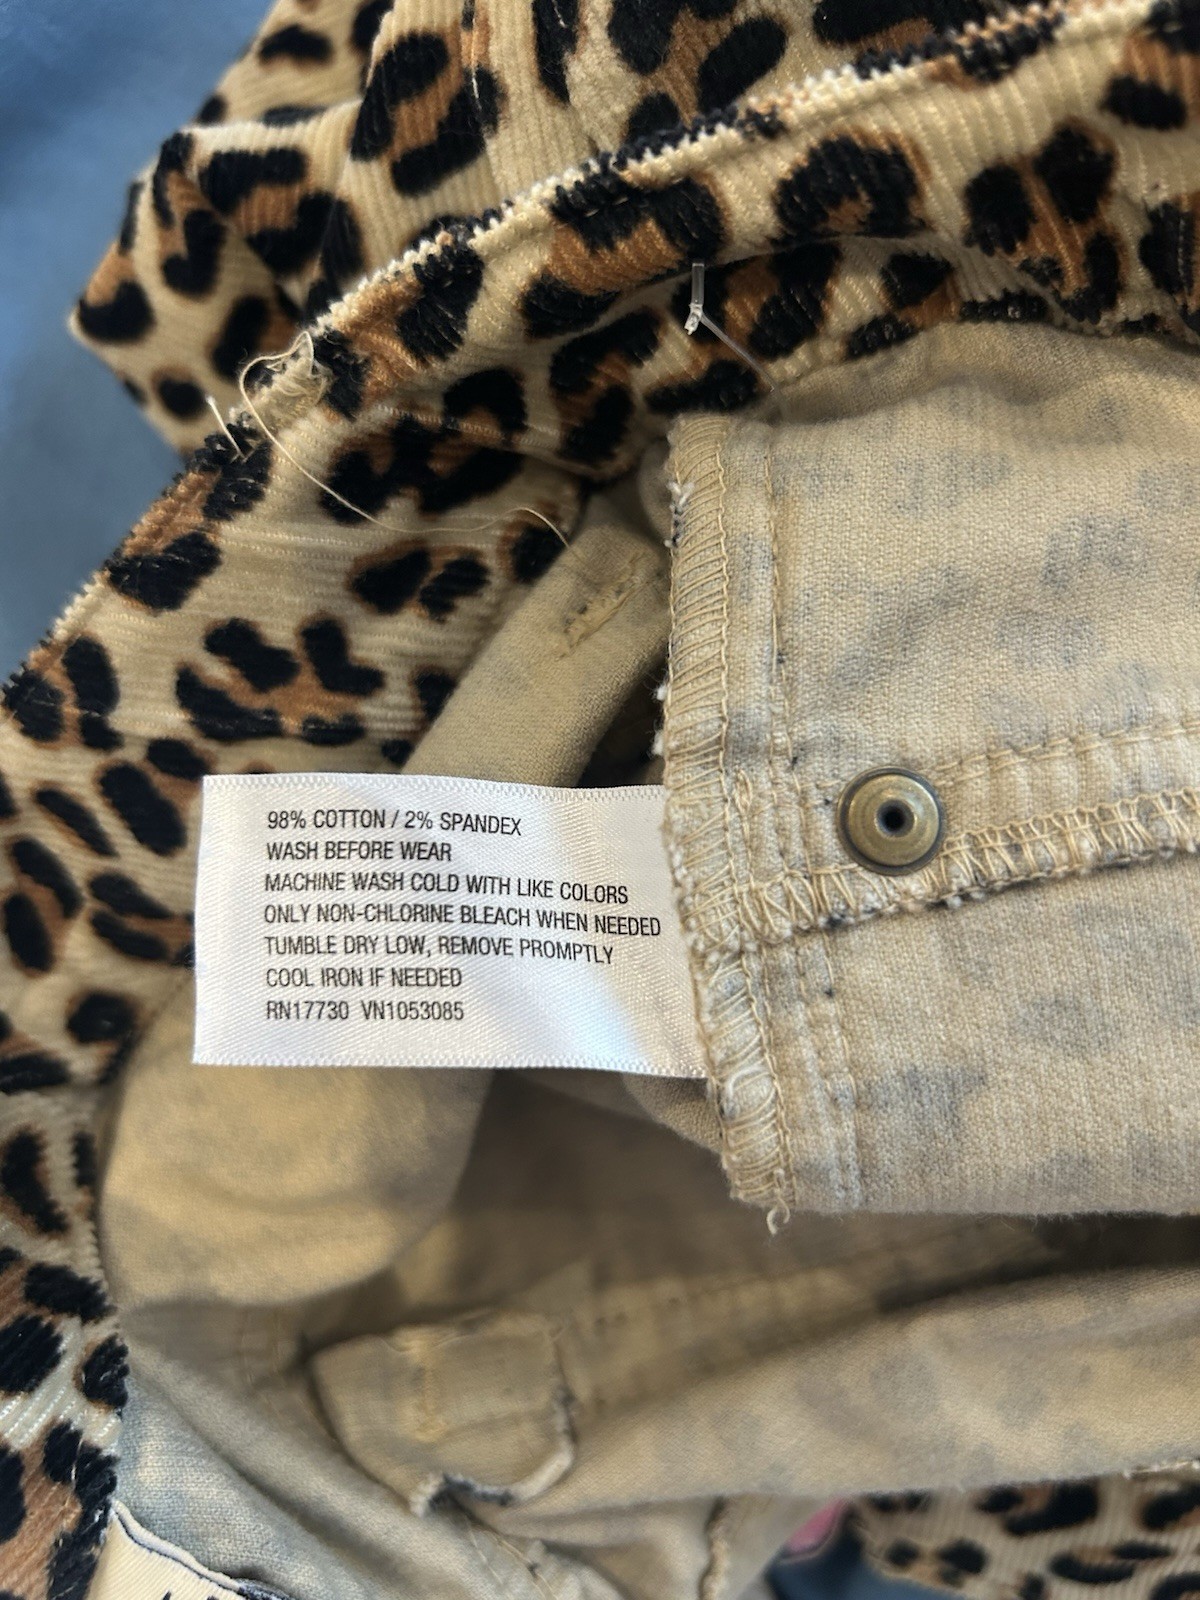 98% COTTON / 2% SPANDEX
WASH BEFORE WEAR
MACHINE WASH COLD WITH LIKE COLORS
ONLY NON-CHLORINE BLEACH WHEN NEEDED
TUMBLE DRY LOW, REMOVE PROMPTLY
COOL IRON IF NEEDED
RN17730 VN1053085